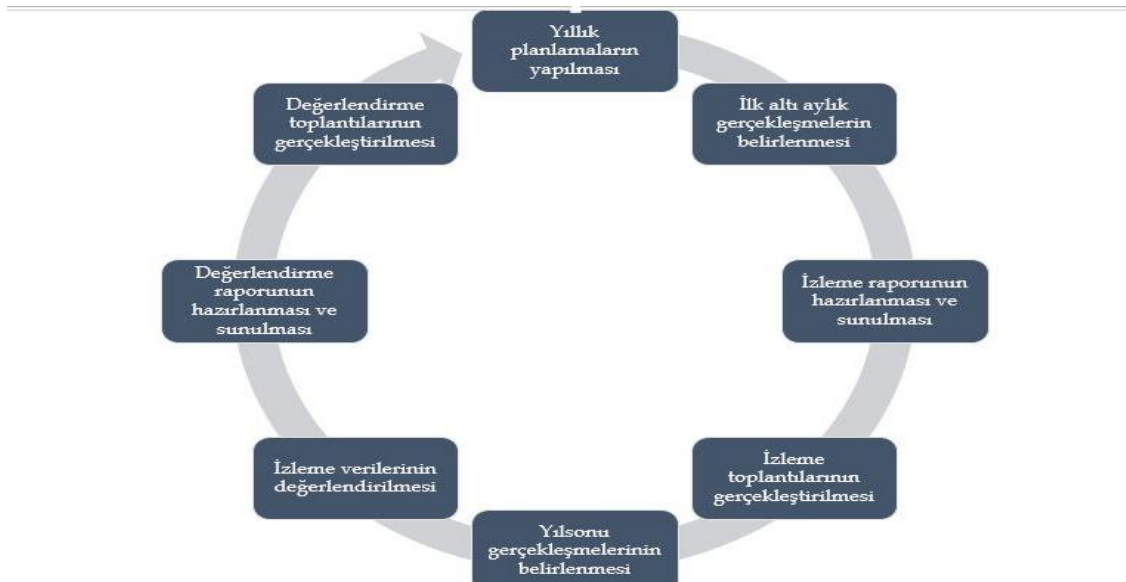 Yıllık
planlamaların
yapılması
İlk altı aylık
gerçekleşmelerin
belirlenmesi
İzleme raporunun
hazırlanması ve
sunulması
İzleme
toplantılarının
gerçekleştirilmesi
Yılsonu
gerçekleşmelerinin
belirlenmesi
İzleme verilerinin
değerlendirilmesi
Değerlendirme
raporunun
hazırlanması ve
sunulması
Değerlendirme
toplantılarının
gerçekleştirilmesi